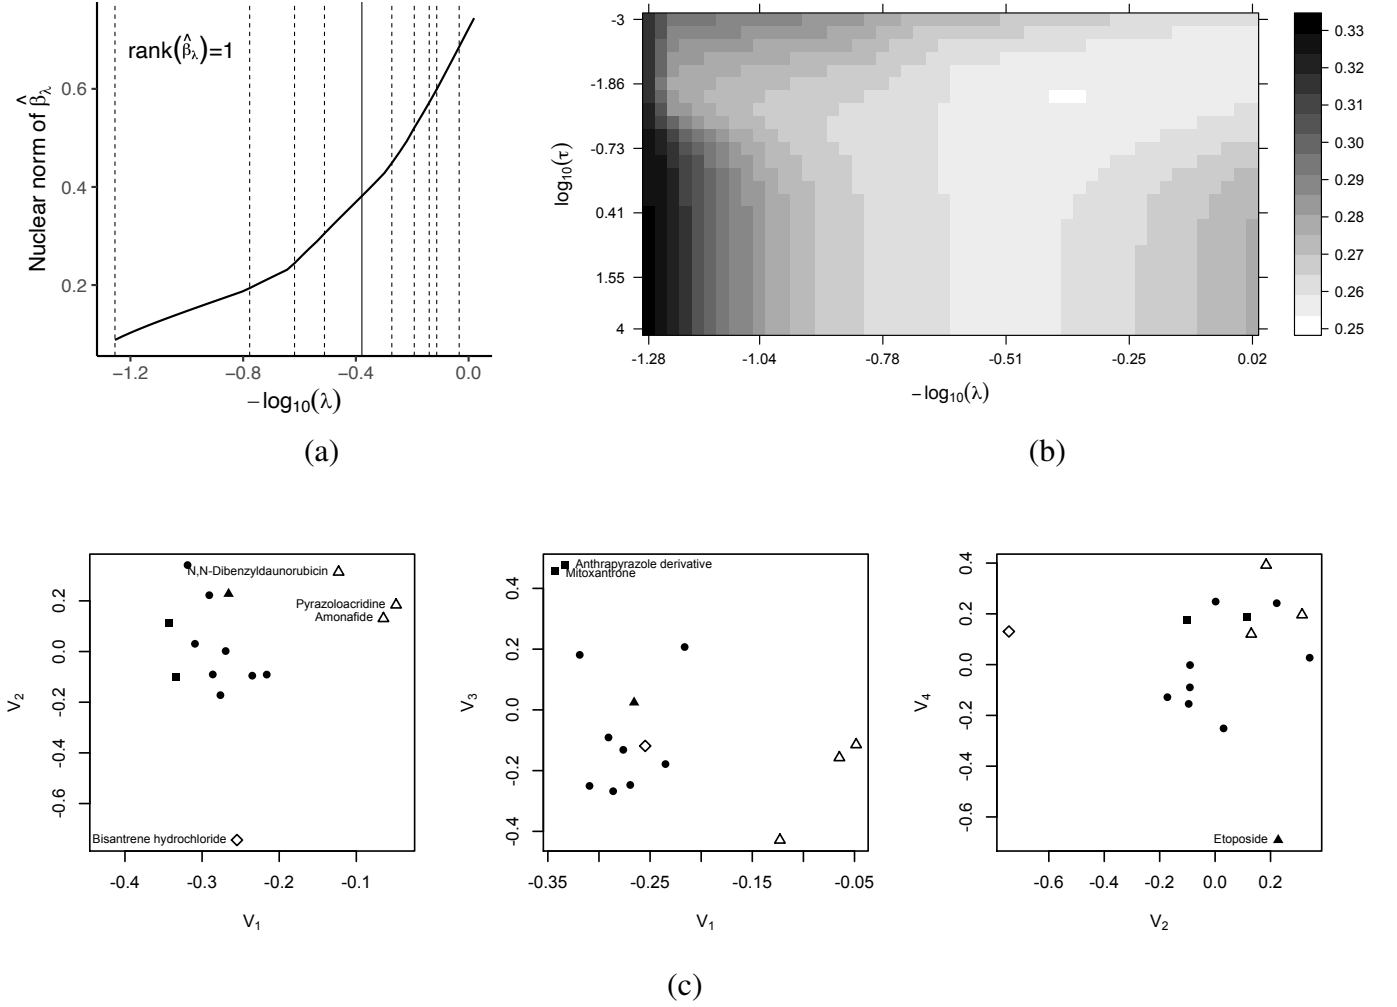 rank(β̂λ)=1
Nuclear norm of β̂λ
0.6
0.4
0.2
−1.2 −0.8 −0.4 0.0
−log10(λ)
(a)
log10(τ)
-3
-1.86
-0.73
0.41
1.55
4
-1.28 -1.04 -0.78 -0.51 -0.25 0.02
−log10(λ)
0.33
0.32
0.31
0.30
0.29
0.28
0.27
0.26
0.25
(b)
V2
0.2
0.0
-0.2
-0.4
-0.6
N,N-Dibenzyldaunorubicin
Pyrazoloacridine
Amonafide
Bisantrene hydrochloride
-0.4 -0.3 -0.2 -0.1
V1
V3
0.4
0.2
0.0
-0.2
-0.4
Anthrapyrazole derivative
Mitoxantrone
-0.35 -0.25 -0.15 -0.05
V1
V4
0.4
0.2
0.0
-0.2
-0.4
-0.6
Etoposide
-0.6 -0.4 -0.2 0.0 0.2
V2
(c)